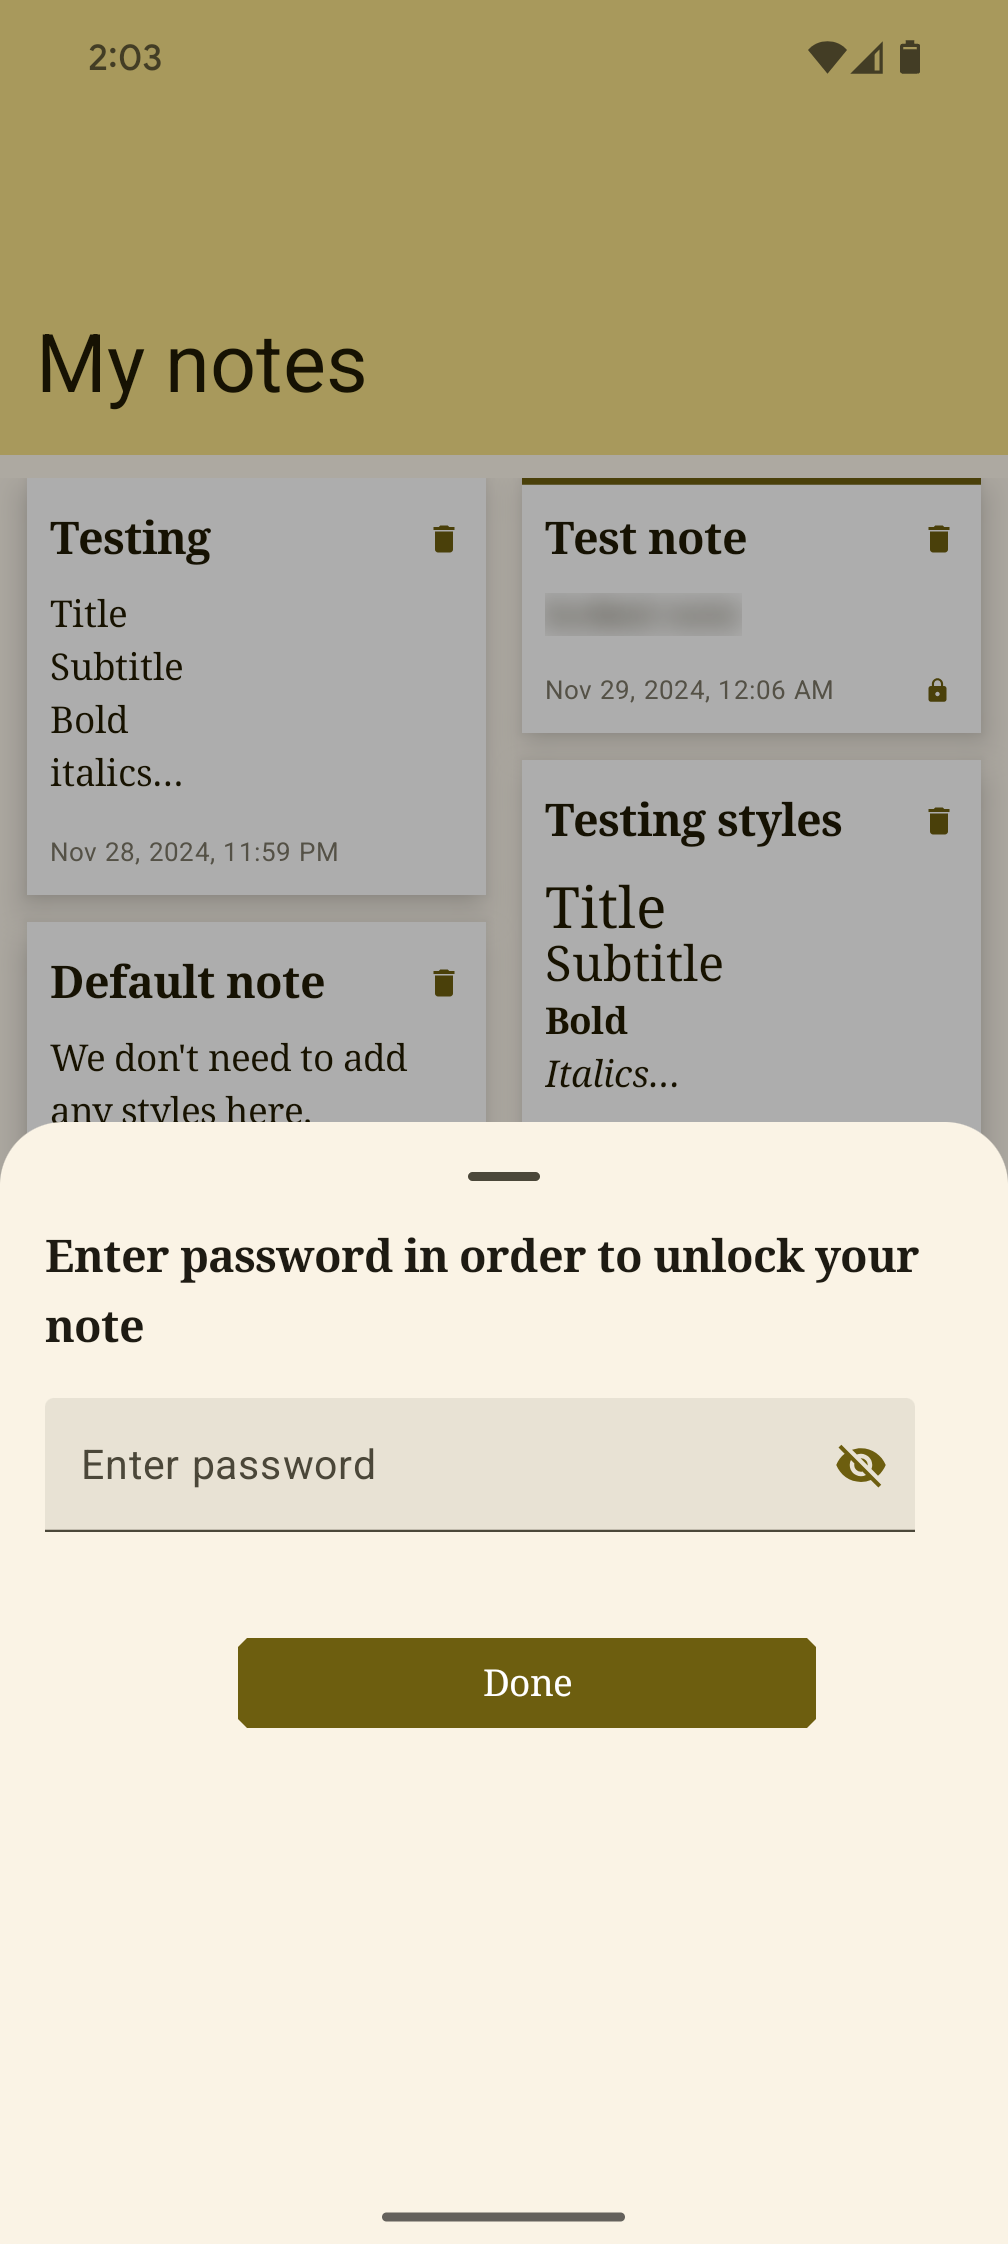 2:03
My notes
Testing
Title
Subtitle
Bold
italics...
Nov 28, 2024, 11:59 PM
Default note
We don't need to add
any styles here.
Test note
Nov 29, 2024, 12:06 AM
Testing styles
Title
Subtitle
Bold
Italics...
Enter password in order to unlock your
note
Enter password
Done